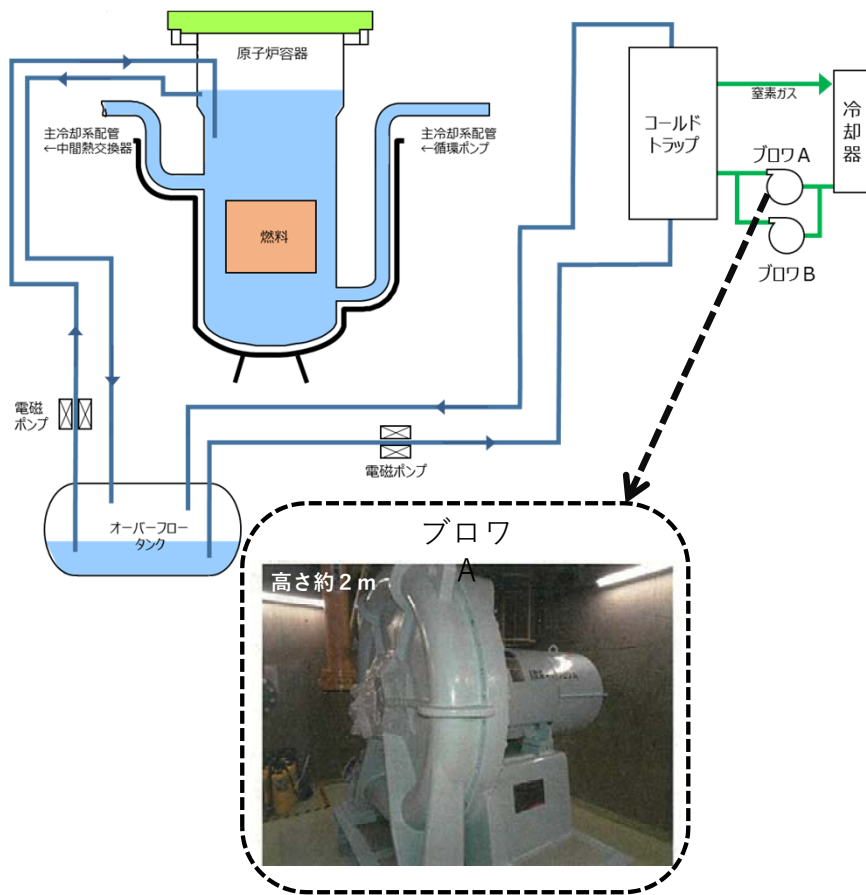 原子炉容器
主冷却系配管
←中間熱交換器
主冷却系配管
←循環ポンプ
燃料
コールド
トラップ
窒素ガス
冷却器
ブロワA
ブロワB
電磁
ポンプ
電磁ポンプ
オーバーフロー
タンク
ブロワ
A
高さ約２ｍ